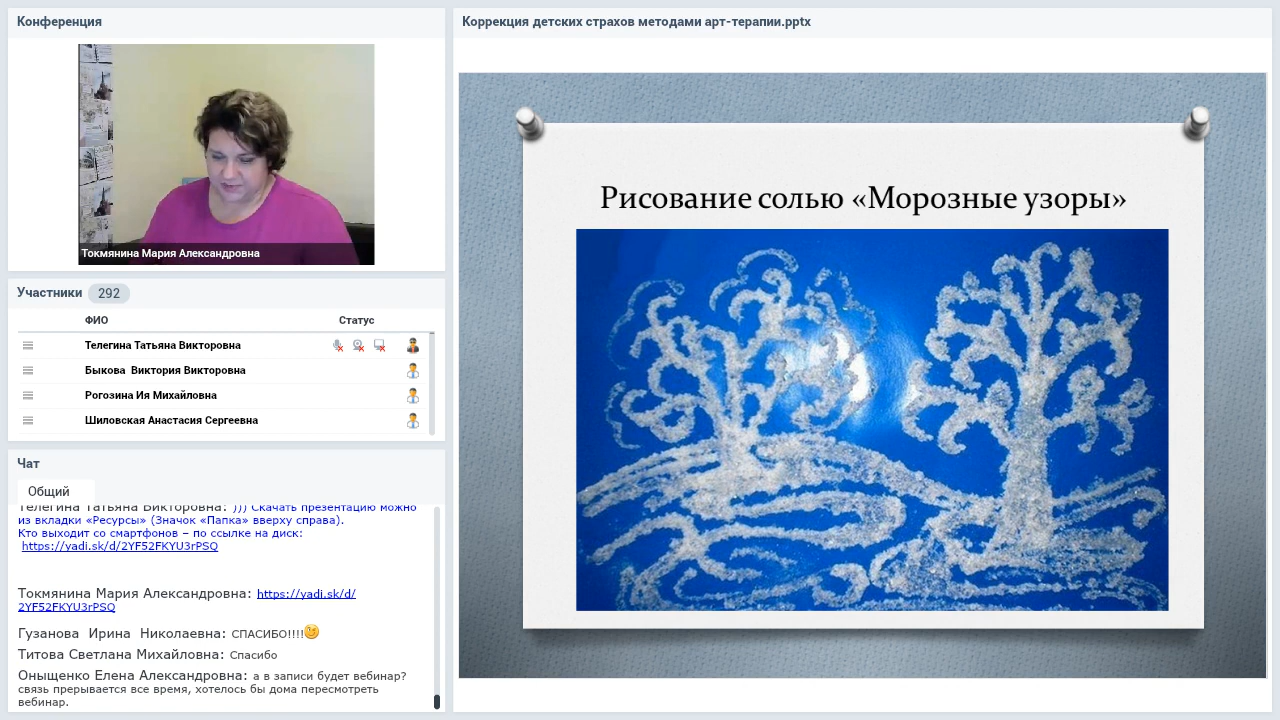 Конференция
Токмянина Мария Александровна
Участники 292
ФИО Статус
Телегина Татьяна Викторовна
Быкова Виктория Викторовна
Рогозина Ия Михайловна
Шиловская Анастасия Сергеевна
Чат
Общий
Телегина Татьяна Викторовна: ))) Скачать презентацию можно
из вкладки «Ресурсы» (Значок «Папка» вверху справа).
Кто выходит со смартфонов – по ссылке на диск:
https://yadi.sk/d/2YF52FKYU3rPSQ
Токмянина Мария Александровна: https://yadi.sk/d/
2YF52FKYU3rPSQ
Гузанова Ирина Николаевна: СПАСИБО!!!!
Титова Светлана Михайловна: Спасибо
Оныщенко Елена Александровна: а в записи будет вебинар?
связь прерывается все время, хотелось бы дома пересмотреть
вебинар.
Коррекция детских страхов методами арт-терапии.pptx
Рисование солью «Морозные узоры»